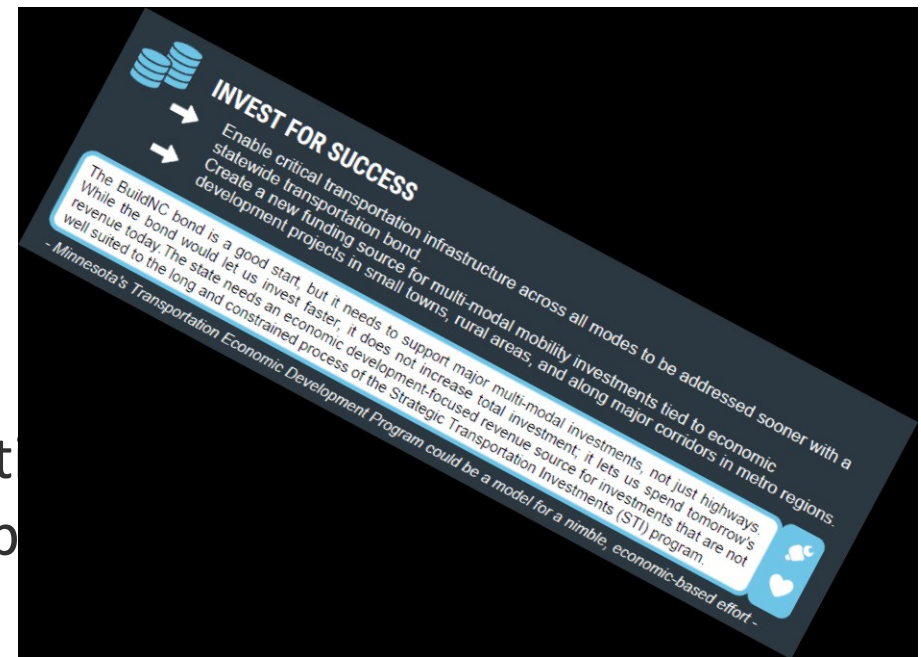 INVEST FOR SUCCESS
Enable critical transportation infrastructure across all modes to be addressed sooner with a
statewide transportation bond.
Create a new funding source for multi-modal mobility investments tied to economic
development projects in small towns, rural areas, and along major corridors in metro regions.
The BuildNC bond is a good start, but it needs to support major multi-modal investments, not just highways.
While the bond would let us invest faster, it does not increase total investment; it lets us spend tomorrow's
revenue today. The state needs an economic development-focused revenue source for investments that are not
well suited to the long and constrained process of the Strategic Transportation Investments (STI) program.
- Minnesota's Transportation Economic Development Program could be a model for a nimble, economic-based effort -